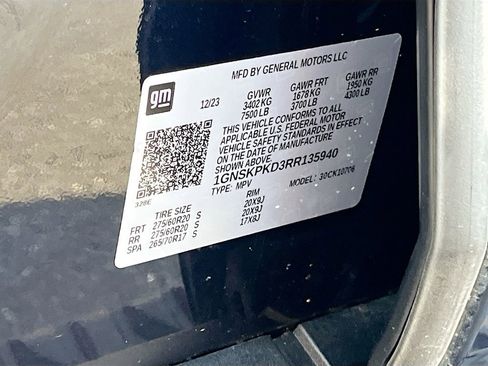 gm
MFD BY GENERAL MOTORS LLC
12/23
GVWR GAWR FRT GAWR RR
3402 KG 1678 KG 1950 KG
7500 LB 3700 LB 4300 LB
THIS VEHICLE CONFORMS TO ALL
APPLICABLE U.S. FEDERAL MOTOR
VEHICLE SAFETY STANDARDS IN EFFECT
ON THE DATE OF MANUFACTURE
SHOWN ABOVE
1GNSKPKD3RR135940
TYPE: MPV MODEL: 30CK10706
328E
TIRE SIZE RIM
FRT 275/60R20 S 20X9J
RR 275/60R20 S 20X9J
SPA 265/70R17 S 17X8J